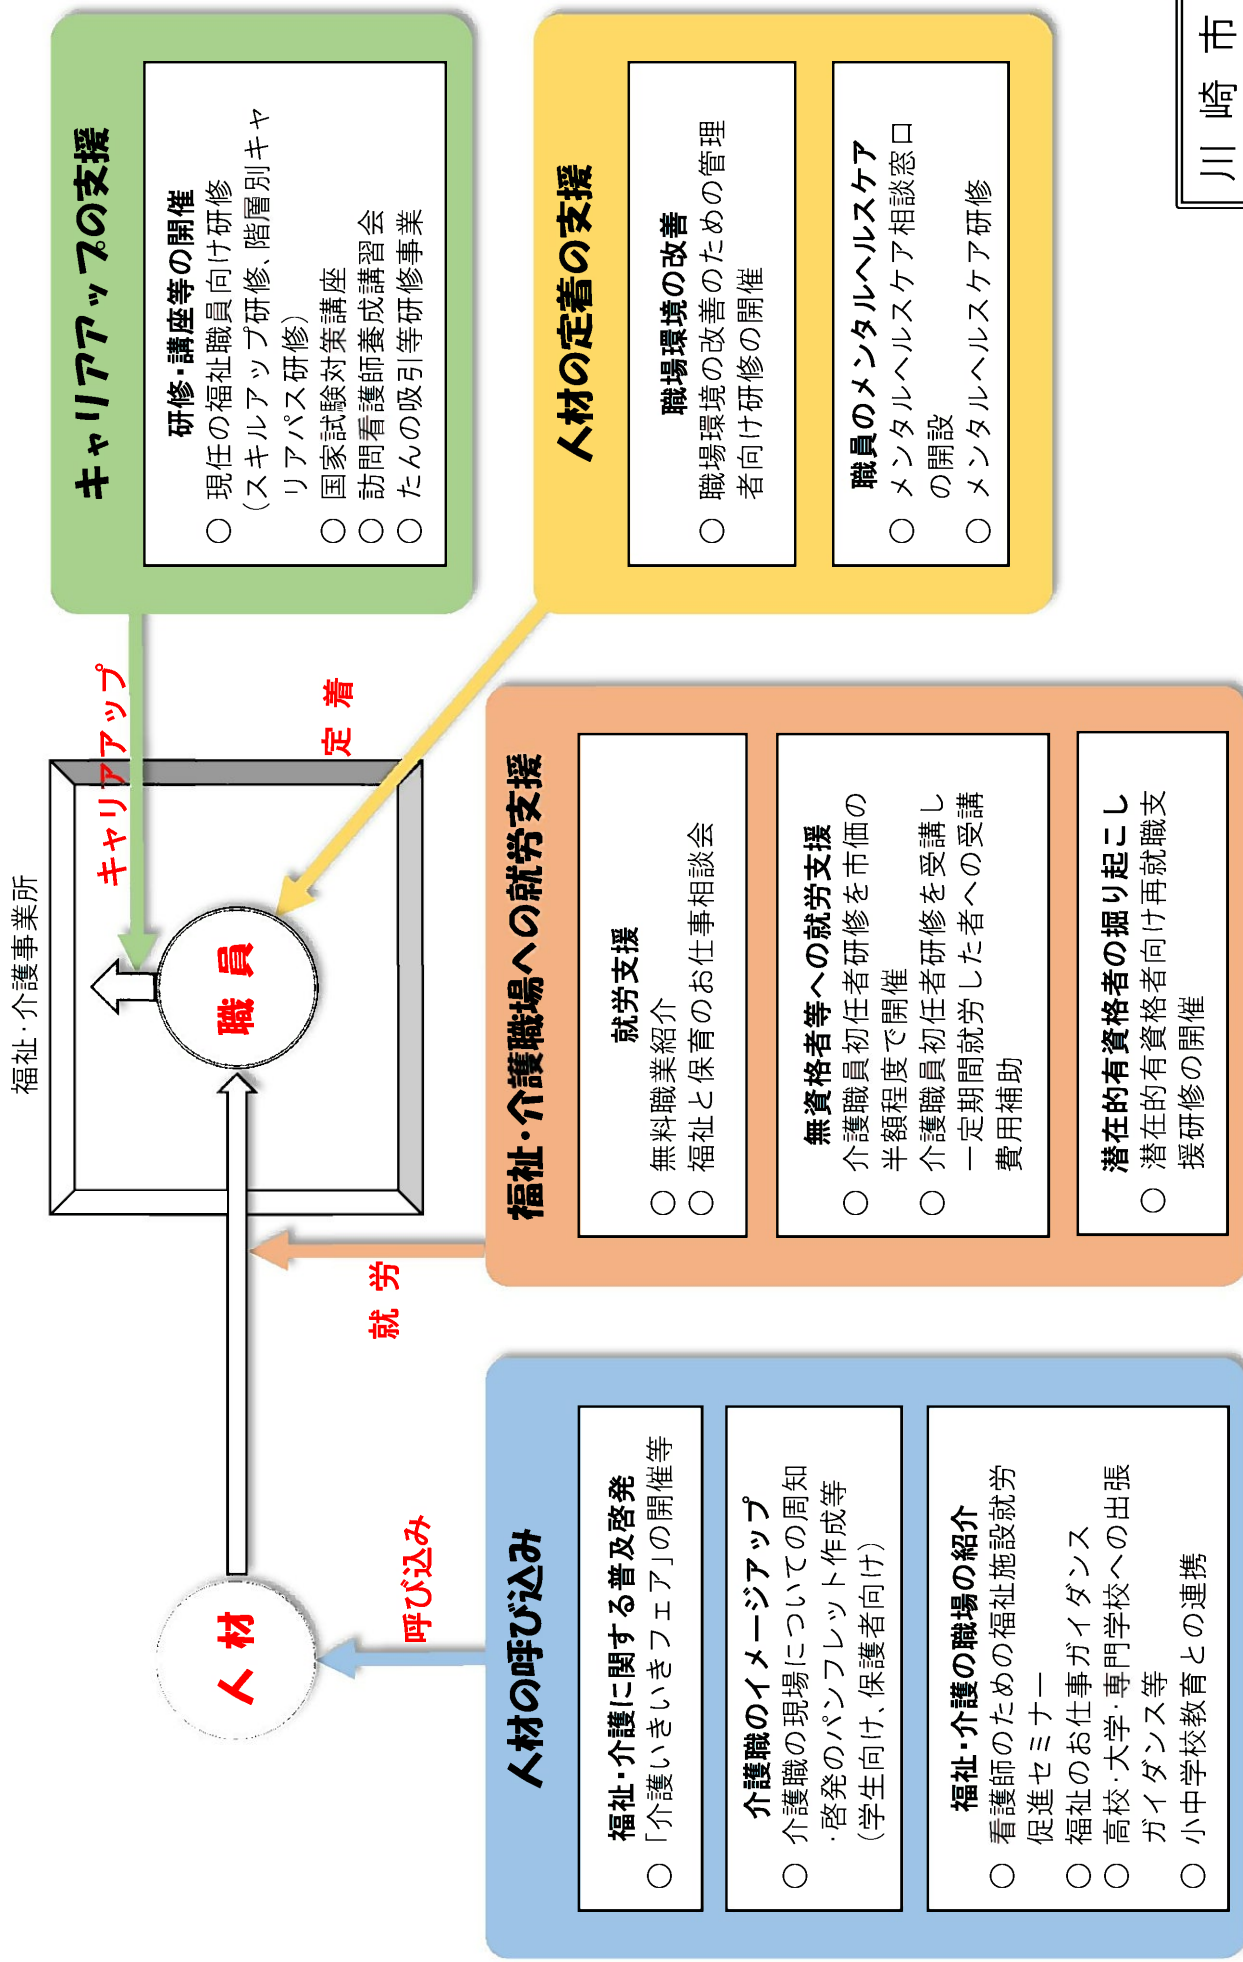 福祉・介護事業所
人材
職員
呼び込み
就労
定着
キャリアアップ
人材の呼び込み
福祉・介護に関する普及啓発
○ 「介護いきいきフェア」の開催等
介護職のイメージアップ
○ 介護職の現場についての周知
・啓発のパンフレット作成等
(学生向け、保護者向け)
福祉・介護の職場の紹介
○ 看護師のための福祉施設就労
促進セミナー
○ 福祉のお仕事ガイダンス
○ 高校・大学・専門学校への出張
ガイダンス等
○ 小中学校教育との連携
福祉・介護職場への就労支援
就労支援
○ 無料職業紹介
○ 福祉と保育のお仕事相談会
無資格者等への就労支援
○ 介護職員初任者研修を市価の
半額程度で開催
○ 介護職員初任者研修を受講し
一定期間就労した者への受講
費用補助
潜在的有資格者の掘り起こし
○ 潜在的有資格者向け再就職支
援研修の開催
キャリアアップの支援
研修・講座等の開催
○ 現任の福祉職員向け研修
(スキルアップ研修、階層別キャ
リアパス研修)
○ 国家試験対策講座
○ 訪問看護師養成講習会
○ たんの吸引等研修事業
人材の定着の支援
職場環境の改善
○ 職場環境の改善のための管理
者向け研修の開催
職員のメンタルヘルスケア
○ メンタルヘルスケア相談窓口
の開設
○ メンタルヘルスケア研修
川崎市